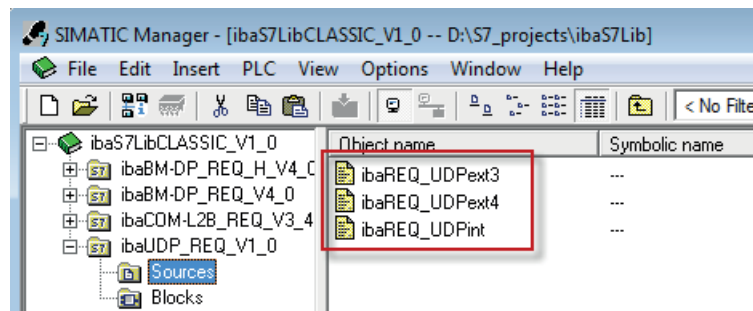 SIMATIC Manager - [ibaS7LibCLASSIC_V1_0 -- D:\S7_projects\ibaS7Lib]
File Edit Insert PLC View Options Window Help
< No Filte
ibaS7LibCLASSIC_V1_0
ibaBM-DP_REQ_H_V4_0
ibaBM-DP_REQ_V4_0
ibaCOM-L2B_REQ_V3_4
ibaUDP_REQ_V1_0
Sources
Blocks
Object name Symbolic name
ibaREQ_UDPext3 ---
ibaREQ_UDPext4 ---
ibaREQ_UDPint ---